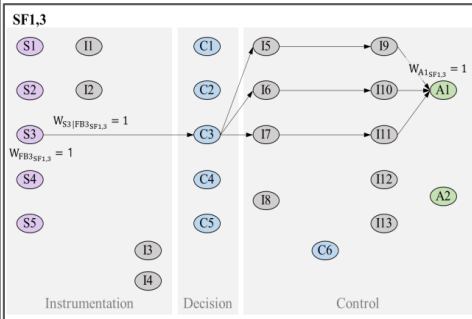 SF1,3
S1 I1 C1 I5 I9
W_A1_SF1,3 = 1
S2 I2 C2 I6 I10 A1
W_S3|FB3_SF1,3 = 1
S3 C3 I7 I11
W_FB3_SF1,3 = 1
S4 C4 I8 I12 A2
S5 C5 I13
I3 C6
I4
Instrumentation Decision Control